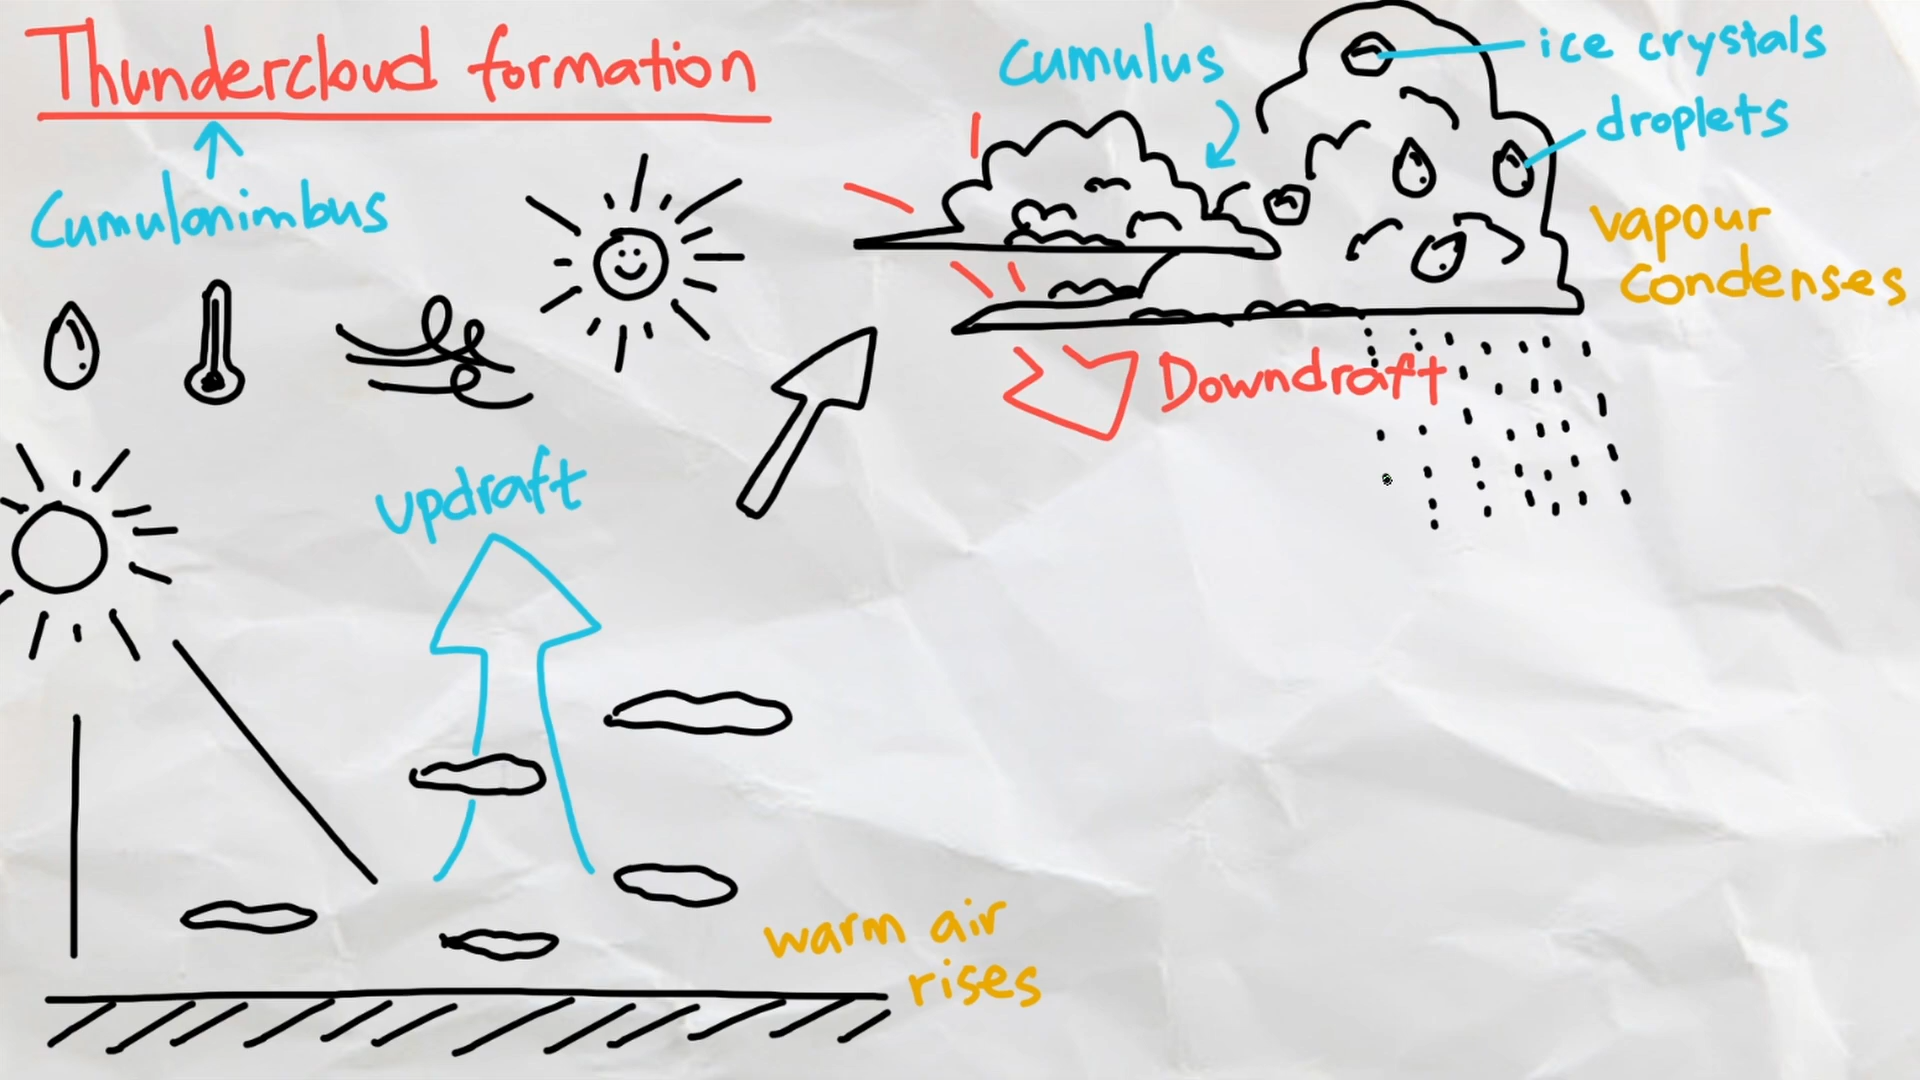 Thundercloud formation
Cumulonimbus
Cumulus
ice crystals
droplets
vapour
condenses
Downdraft
updraft
warm air
rises